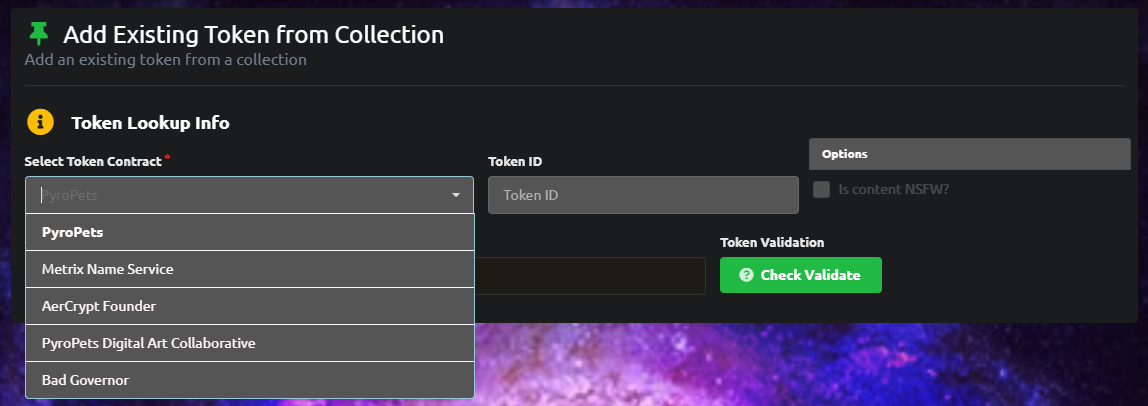 Add Existing Token from Collection
Add an existing token from a collection
Token Lookup Info
Select Token Contract *
PyroPets
Token ID
Token ID
Options
Is content NSFW?
PyroPets
Metrix Name Service
AerCrypt Founder
PyroPets Digital Art Collaborative
Bad Governor
Token Validation
Check Validate